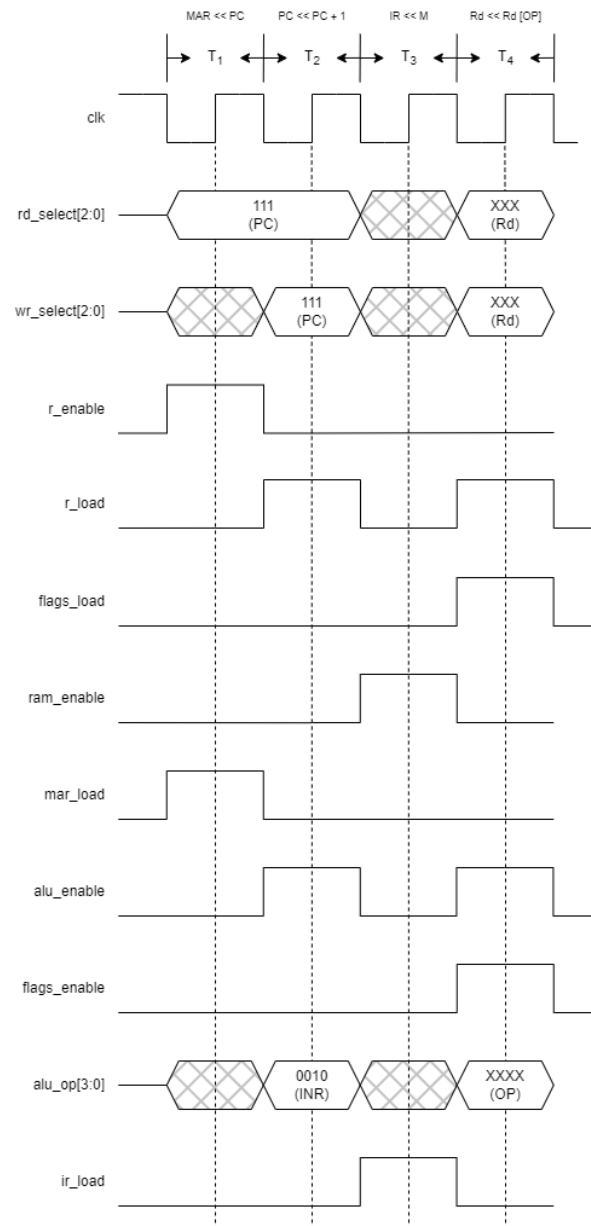 MAR << PC
PC << PC + 1
IR << M
Rd << Rd [OP]
T1
T2
T3
T4
clk
rd_select[2:0]
111
(PC)
XXX
(Rd)
wr_select[2:0]
111
(PC)
XXX
(Rd)
r_enable
r_load
flags_load
ram_enable
mar_load
alu_enable
flags_enable
alu_op[3:0]
0010
(INR)
XXXX
(OP)
ir_load